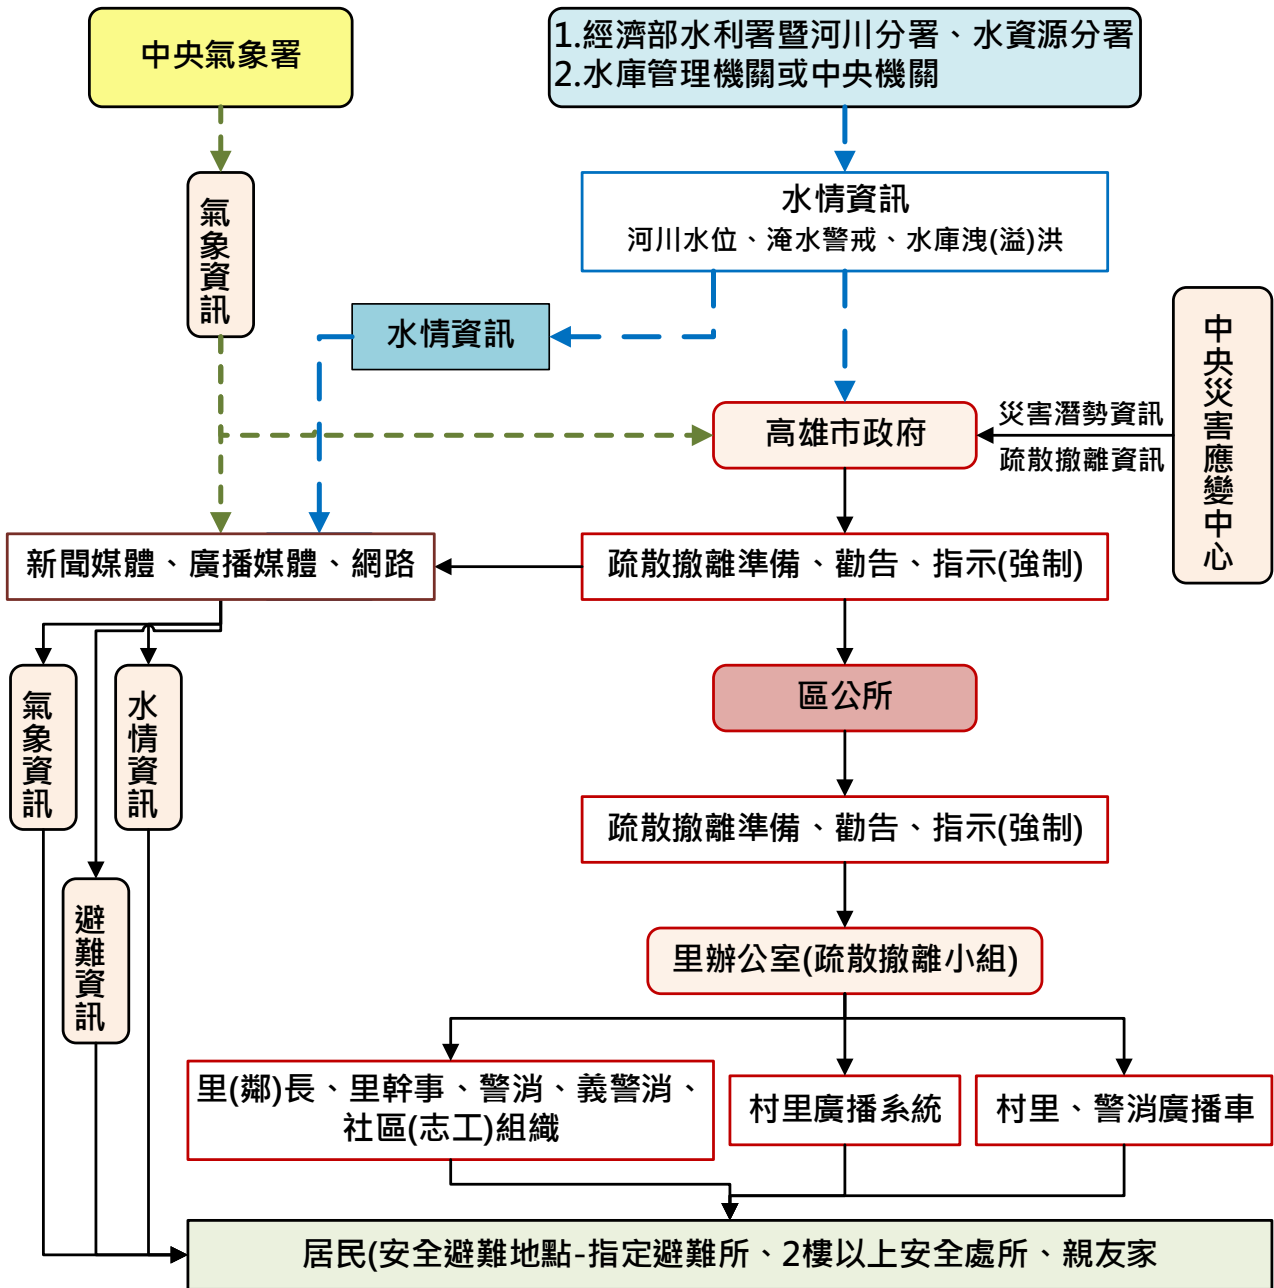 中央氣象署
1.經濟部水利署暨河川分署、水資源分署
2.水庫管理機關或中央機關
氣象資訊
水情資訊
河川水位、淹水警戒、水庫洩(溢)洪
水情資訊
中央災害應變中心
高雄市政府
災害潛勢資訊
疏散撤離資訊
新聞媒體、廣播媒體、網路
疏散撤離準備、勸告、指示(強制)
區公所
氣象資訊
水情資訊
疏散撤離準備、勸告、指示(強制)
避難資訊
里辦公室(疏散撤離小組)
里(鄰)長、里幹事、警消、義警消、
社區(志工)組織
村里廣播系統
村里、警消廣播車
居民(安全避難地點-指定避難所、2樓以上安全處所、親友家